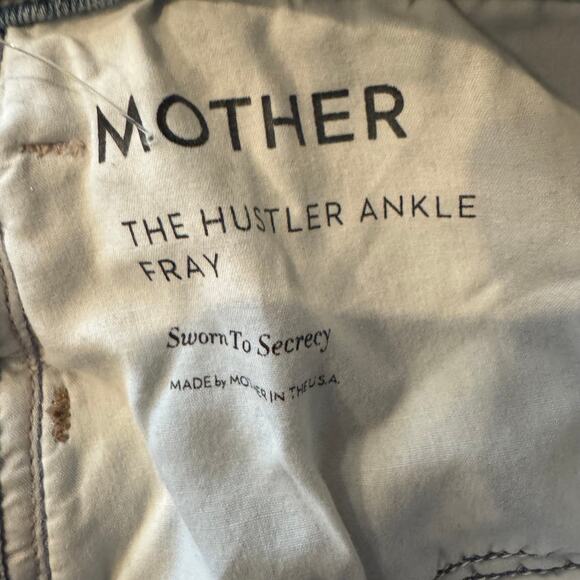 MOTHER
THE HUSTLER ANKLE
FRAY
Sworn To Secrecy
MADE by MOTHER IN THE U.S.A.